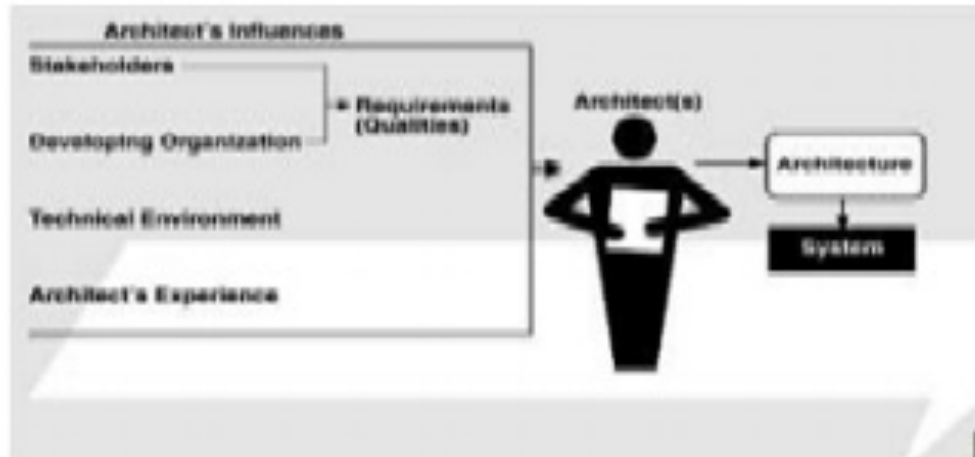 Architect's Influences
Stakeholders
Requirements
(Qualities)
Developing Organization
Technical Environment
Architect's Experience
Architect(s)
Architecture
System